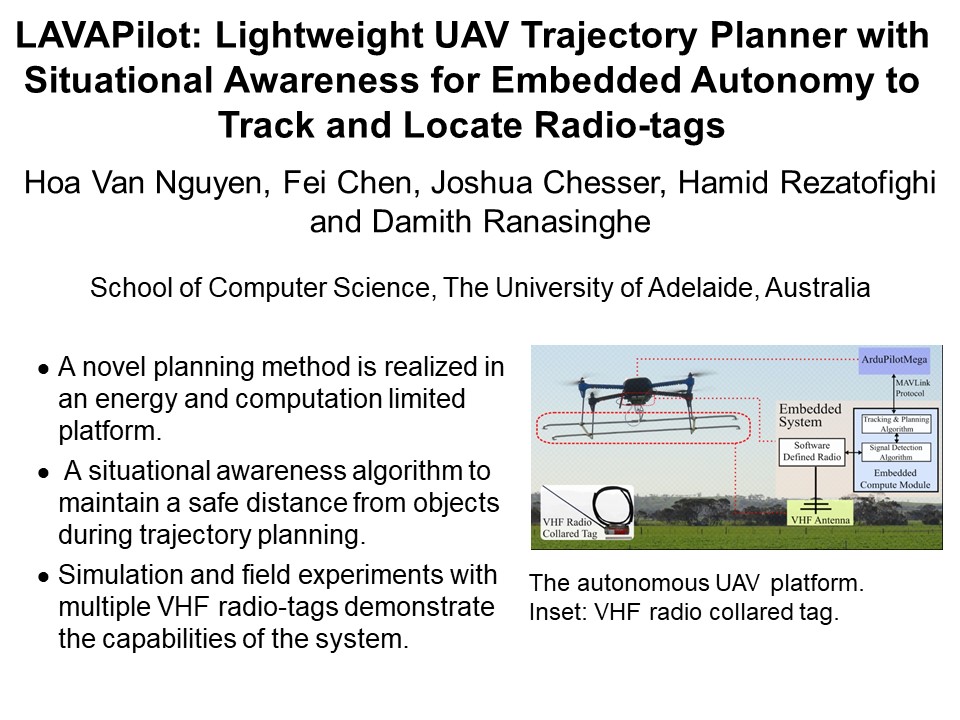 LAVAPilot: Lightweight UAV Trajectory Planner with
Situational Awareness for Embedded Autonomy to
Track and Locate Radio-tags
Hoa Van Nguyen, Fei Chen, Joshua Chesser, Hamid Rezatofighi
and Damith Ranasinghe
School of Computer Science, The University of Adelaide, Australia
● A novel planning method is realized in
an energy and computation limited
platform.
● A situational awareness algorithm to
maintain a safe distance from objects
during trajectory planning.
● Simulation and field experiments with
multiple VHF radio-tags demonstrate
the capabilities of the system.
ArduPilotMega
MAVLink
Protocol
Embedded
System
Tracking & Planning
Algorithm
Software
Defined Radio
Signal Detection
Algorithm
Embedded
Compute Module
VHF Antenna
VHF Radio
Collared Tag
The autonomous UAV platform.
Inset: VHF radio collared tag.